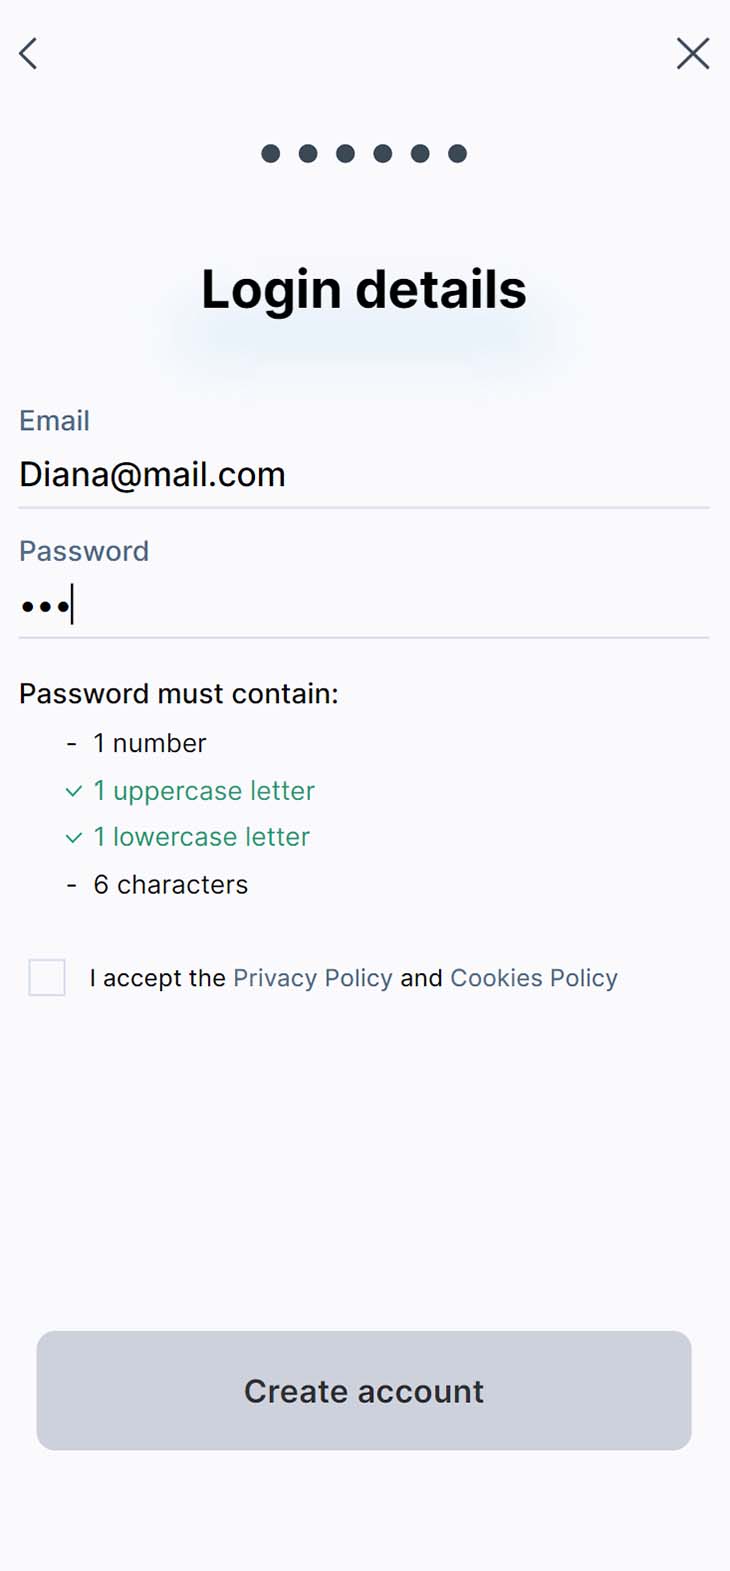 Login details
Email
Diana@mail.com
Password
•••
Password must contain:
- 1 number
✓ 1 uppercase letter
✓ 1 lowercase letter
- 6 characters
I accept the Privacy Policy and Cookies Policy
Create account